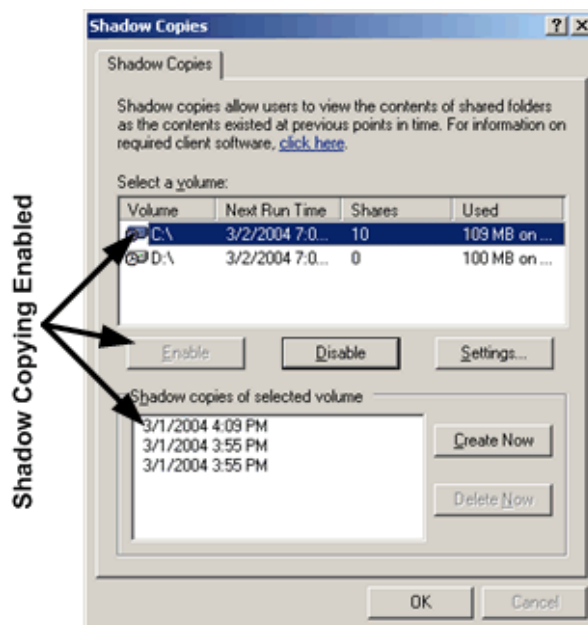 Shadow Copies
Shadow Copies
Shadow copies allow users to view the contents of shared folders
as the contents existed at previous points in time. For information on
required client software, click here.
Select a volume:
Volume Next Run Time Shares Used
C:\ 3/2/2004 7:0... 10 109 MB on ...
D:\ 3/2/2004 7:0... 0 100 MB on ...
Enable Disable Settings...
Shadow copies of selected volume
3/1/2004 4:09 PM
3/1/2004 3:55 PM
3/1/2004 3:55 PM
Create Now
Delete Now
OK Cancel
Shadow Copying Enabled